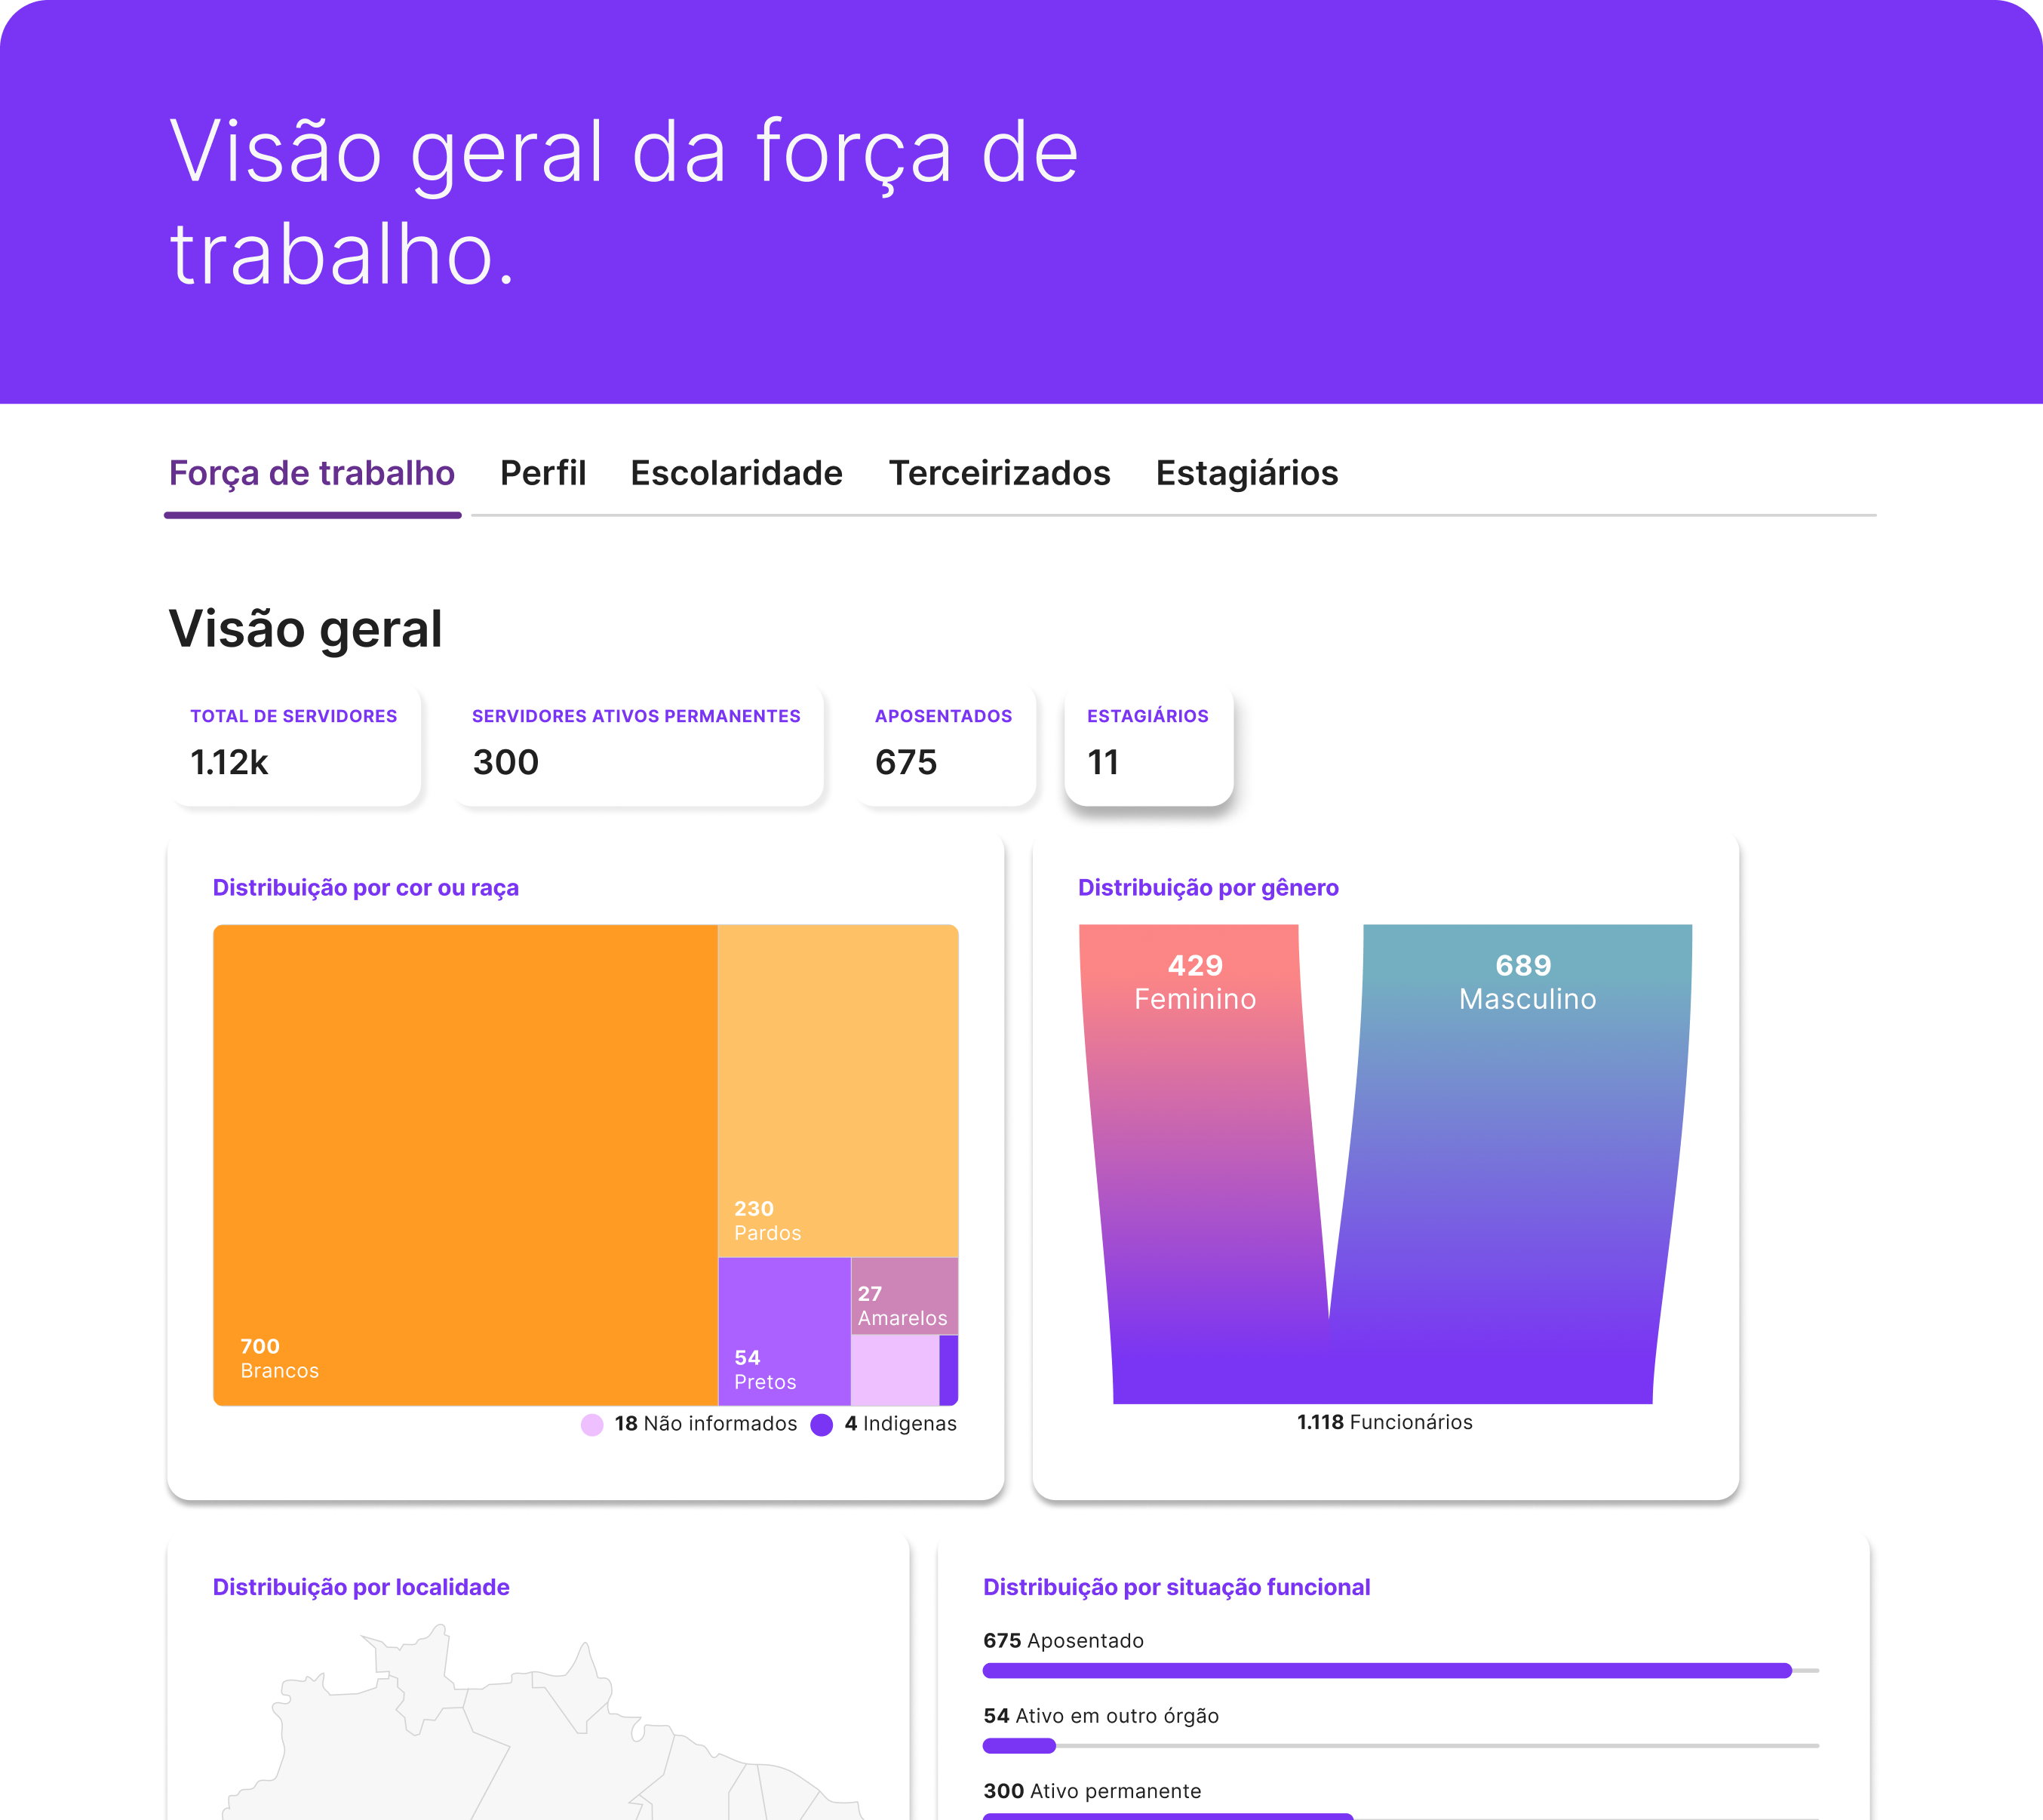 Visão geral da força de
trabalho.
Força de trabalho
Perfil
Escolaridade
Terceirizados
Estagiários
Visão geral
TOTAL DE SERVIDORES
1.12k
SERVIDORES ATIVOS PERMANENTES
300
APOSENTADOS
675
ESTAGIÁRIOS
11
Distribuição por cor ou raça
700
Brancos
230
Pardos
54
Pretos
27
Amarelos
18 Não informados
4 Indigenas
Distribuição por gênero
429
Feminino
689
Masculino
1.118 Funcionários
Distribuição por localidade
Distribuição por situação funcional
675 Aposentado
54 Ativo em outro órgão
300 Ativo permanente